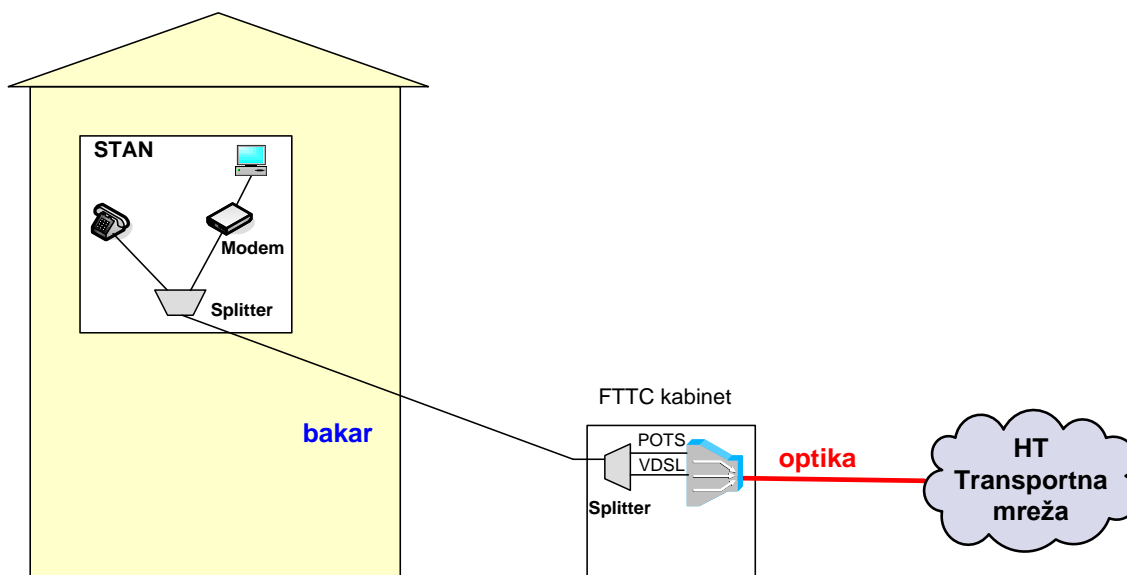 STAN
Modem
Splitter
bakar
FTTC kabinet
POTS
VDSL
Splitter
optika
HT
Transportna
mreža